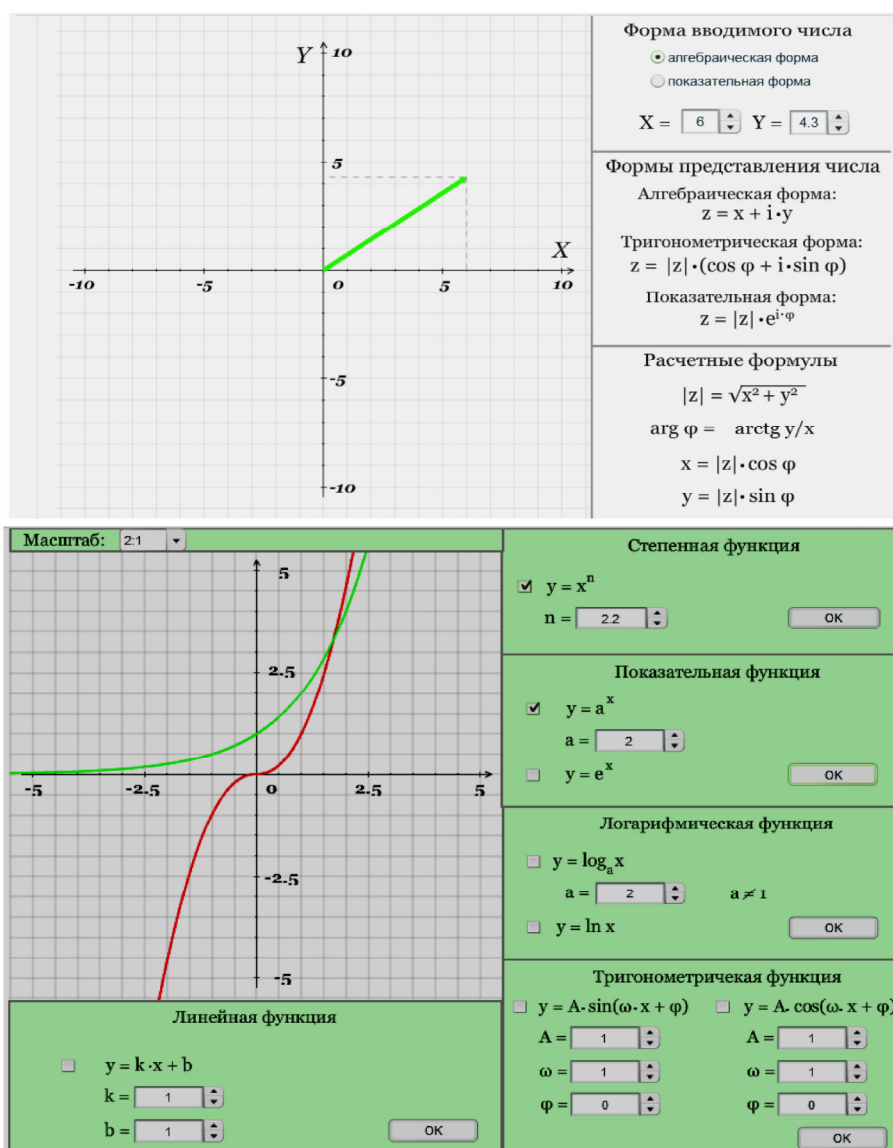 Y
10
5
X
-10
-5
0
5
10
-5
-10
Форма вводимого числа
алгебраическая форма
показательная форма
X = 6 Y = 4.3
Формы представления числа
Алгебраическая форма:
z = x + i·y
Тригонометрическая форма:
z = |z|·(cos φ + i·sin φ)
Показательная форма:
z = |z|·e^{i·φ}
Расчетные формулы
|z| = √x² + y²
arg φ = arctg y/x
x = |z|·cos φ
y = |z|·sin φ
Масштаб: 2:1
5
2.5
-5
-2.5
0
2.5
5
-2.5
-5
Линейная функция
y = k·x + b
k = 1
b = 1
OK
Степенная функция
y = xⁿ
n = 2.2
OK
Показательная функция
y = aˣ
a = 2
y = eˣ
OK
Логарифмическая функция
y = logₐx
a = 2 a ≠ 1
y = ln x
OK
Тригонометричекая функция
y = A·sin(ω·x + φ) y = A·cos(ω·x + φ)
A = 1 A = 1
ω = 1 ω = 1
φ = 0 φ = 0
OK